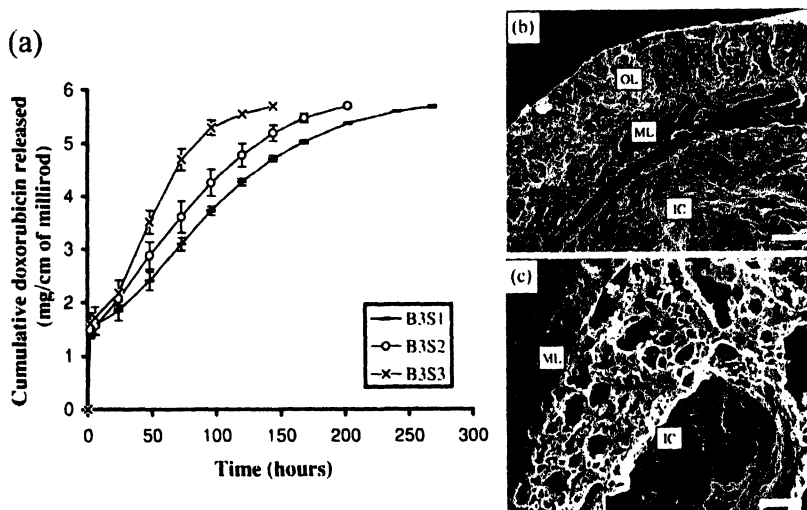 (a)
Cumulative doxorubicin released
(mg/cm of millirod)
6
5
4
3
2
1
0
0
50
100
150
200
250
300
Time (hours)
B3S1
B3S2
B3S3
(b)
OL
ML
IC
(c)
ML
IC